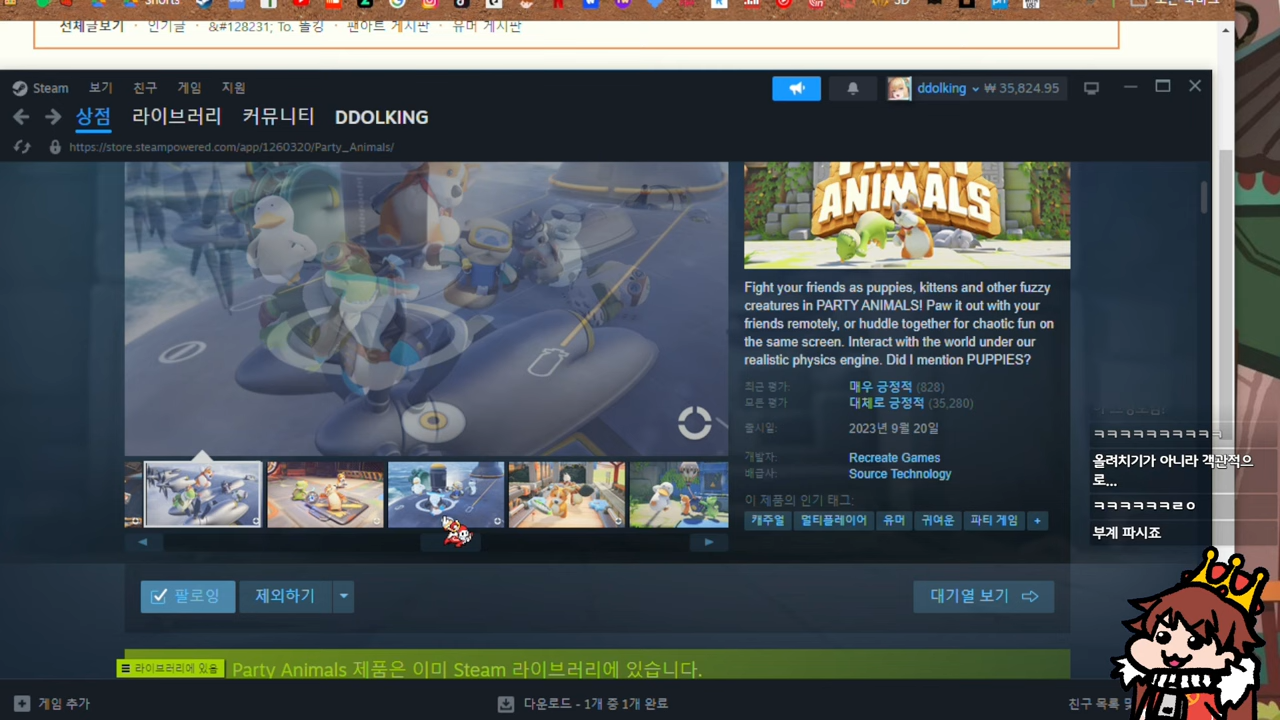 Shorts
전체글보기 · 인기글 · &#128231; To. 똘킹 · 팬아트 게시판 · 유머 게시판
Steam 보기 친구 게임 지원
ddolking ₩ 35,824.95
상점 라이브러리 커뮤니티 DDOLKING
https://store.steampowered.com/app/1260320/Party_Animals/
PARTY
ANIMALS
Fight your friends as puppies, kittens and other fuzzy
creatures in PARTY ANIMALS! Paw it out with your
friends remotely, or huddle together for chaotic fun on
the same screen. Interact with the world under our
realistic physics engine. Did I mention PUPPIES?
최근 평가: 매우 긍정적 (828)
모든 평가 대체로 긍정적 (35,280)
출시일: 2023년 9월 20일
개발자: Recreate Games
배급사: Source Technology
이 제품의 인기 태그:
캐주얼 멀티플레이어 유머 귀여운 파티 게임 +
ㅋㅋㅋㅋㅋㅋㅋㅋㅋㅋ
올려치기가 아니라 객관적으
로...
ㅋㅋㅋㅋㅋㅋㅋㄹㅇ
부계 파시죠
팔로잉 제외하기 대기열 보기
라이브러리에 있음 Party Animals 제품은 이미 Steam 라이브러리에 있습니다.
게임 추가 다운로드 - 1개 중 1개 완료 친구 목록 및